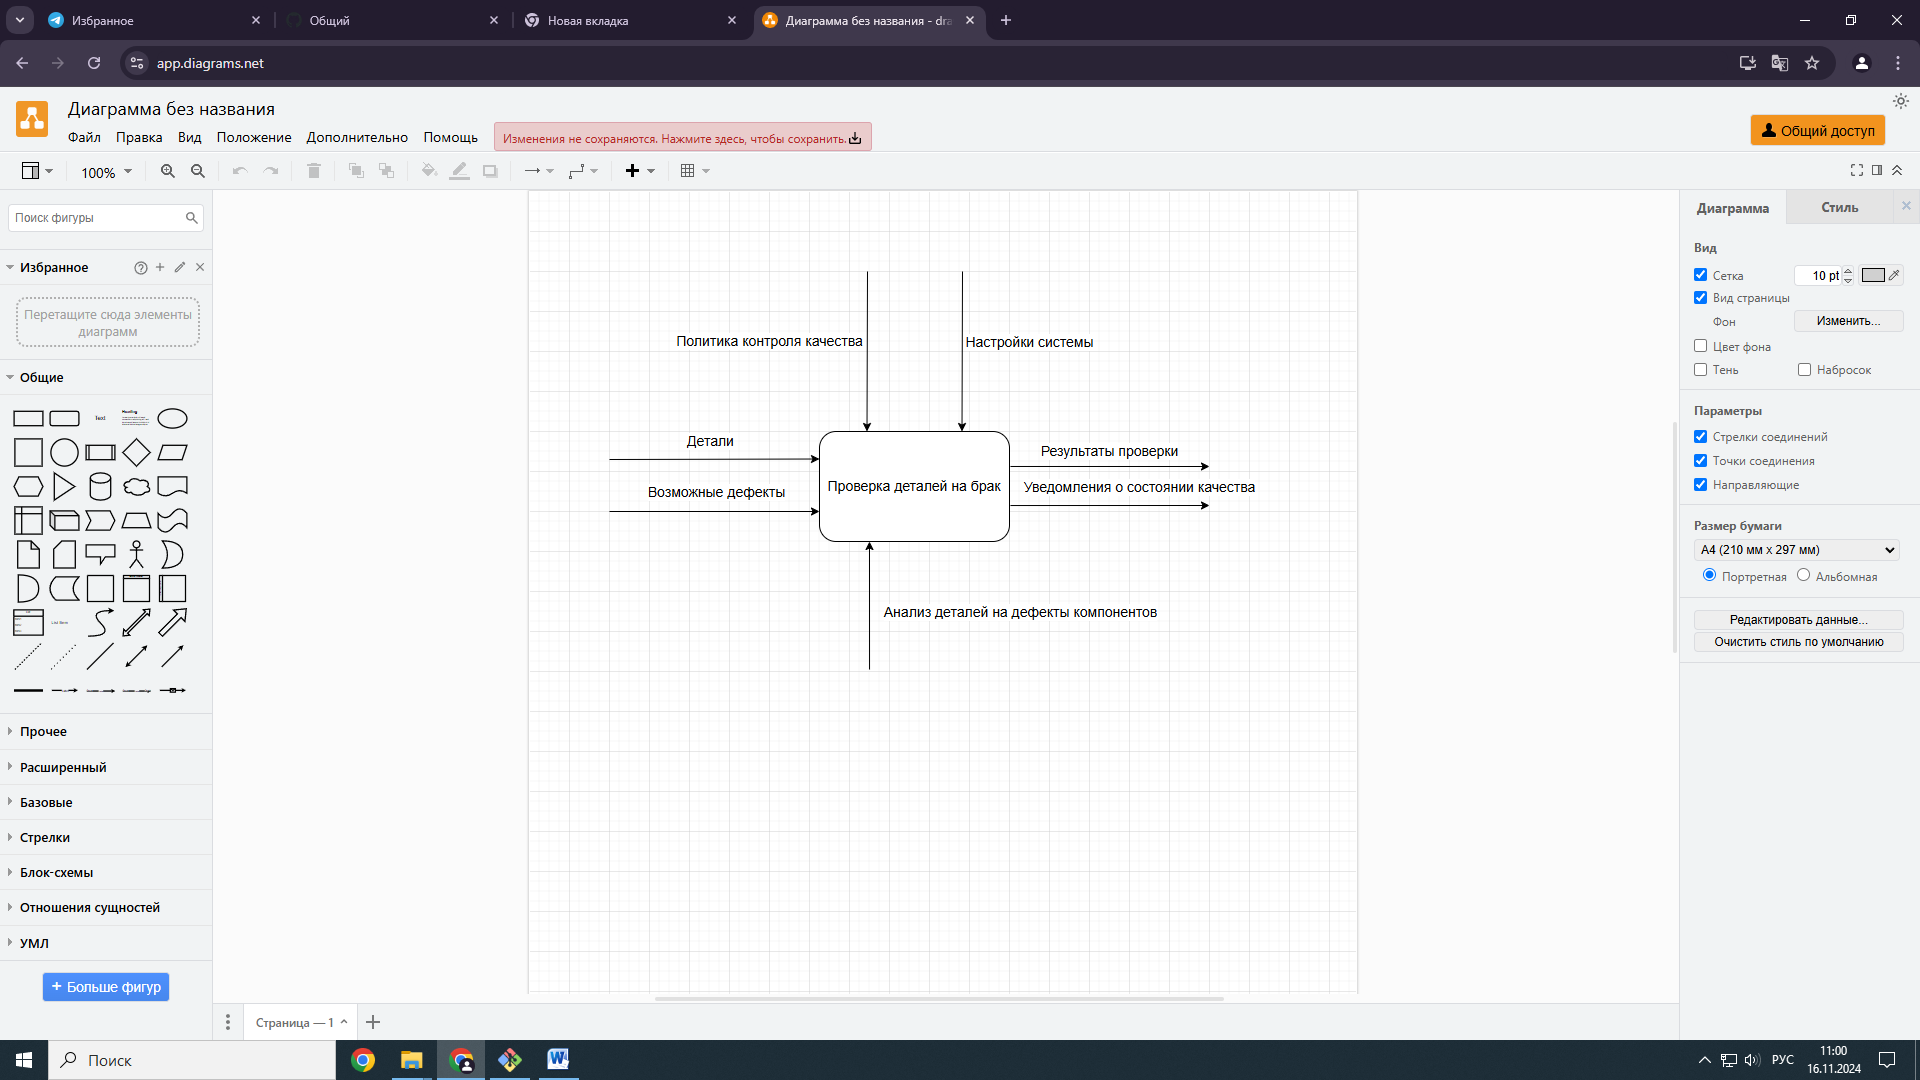 Избранное
Общий
Новая вкладка
Диаграмма без названия - dra
app.diagrams.net
Диаграмма без названия
Файл
Правка
Вид
Положение
Дополнительно
Помощь
Изменения не сохраняются. Нажмите здесь, чтобы сохранить.
Общий доступ
100%
Поиск фигуры
Избранное
Перетащите сюда элементы
диаграмм
Общие
Text
Heading
List Item
Прочее
Расширенный
Базовые
Стрелки
Блок-схемы
Отношения сущностей
УМЛ
+ Больше фигур
Политика контроля качества
Настройки системы
Детали
Возможные дефекты
Проверка деталей на брак
Результаты проверки
Уведомления о состоянии качества
Анализ деталей на дефекты компонентов
Диаграмма
Стиль
Вид
Сетка
10 pt
Вид страницы
Фон
Изменить...
Цвет фона
Тень
Набросок
Параметры
Стрелки соединений
Точки соединения
Направляющие
Размер бумаги
A4 (210 мм x 297 мм)
Портретная
Альбомная
Редактировать данные...
Очистить стиль по умолчанию
Страница — 1
Поиск
РУС
11:00
16.11.2024